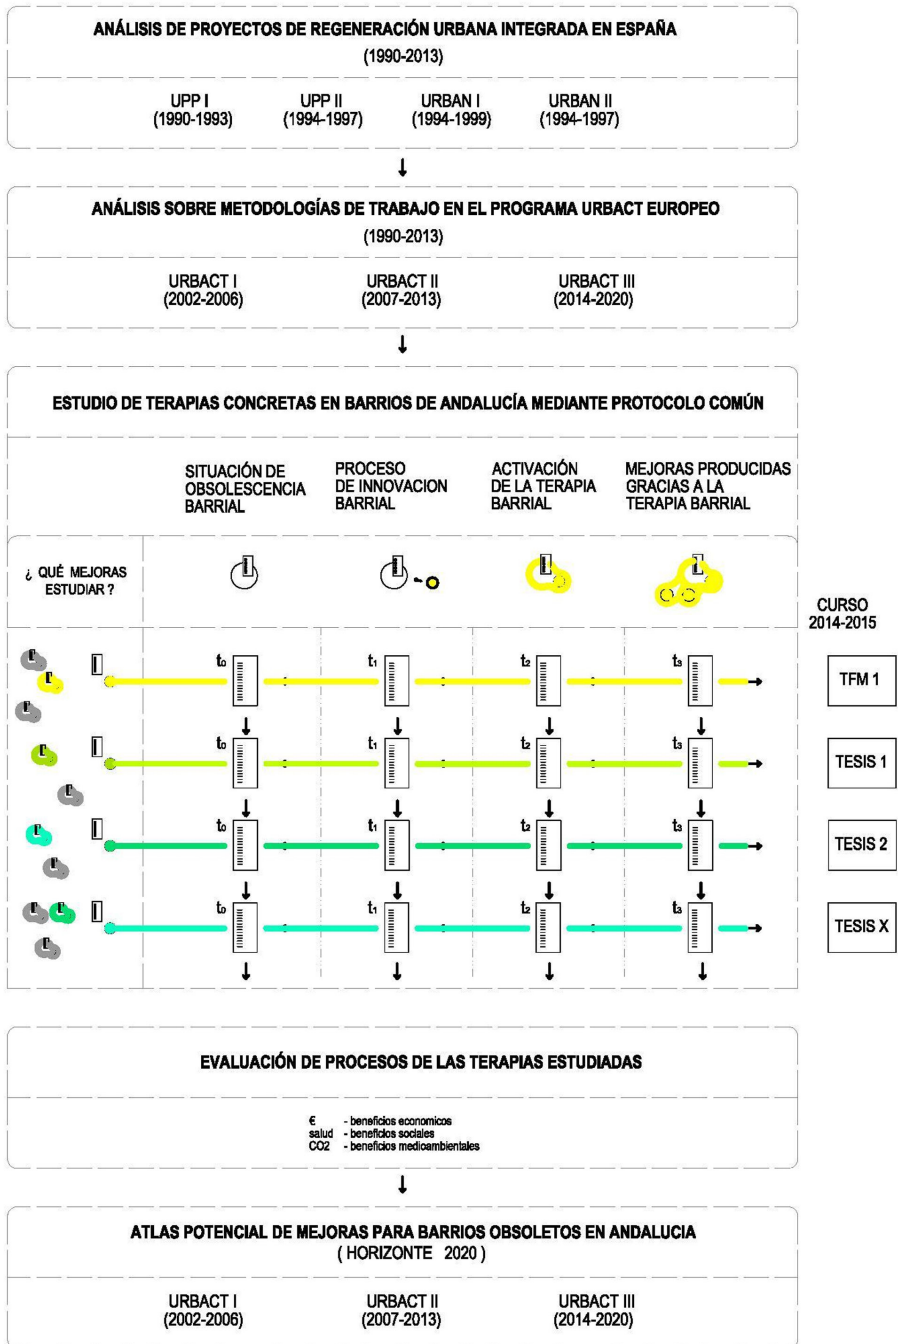 ANÁLISIS DE PROYECTOS DE REGENERACIÓN URBANA INTEGRADA EN ESPAÑA
(1990-2013)
UPP I UPP II URBAN I URBAN II
(1990-1993) (1994-1997) (1994-1999) (1994-1997)
ANÁLISIS SOBRE METODOLOGÍAS DE TRABAJO EN EL PROGRAMA URBACT EUROPEO
(1990-2013)
URBACT I URBACT II URBACT III
(2002-2006) (2007-2013) (2014-2020)
ESTUDIO DE TERAPIAS CONCRETAS EN BARRIOS DE ANDALUCÍA MEDIANTE PROTOCOLO COMÚN
SITUACIÓN DE
OBSOLESCENCIA
BARRIAL
PROCESO
DE INNOVACION
BARRIAL
ACTIVACIÓN
DE LA TERAPIA
BARRIAL
MEJORAS PRODUCIDAS
GRACIAS A LA
TERAPIA BARRIAL
¿ QUÉ MEJORAS
ESTUDIAR ?
CURSO
2014-2015
t0 t1 t2 t3 TFM 1
t0 t1 t2 t3 TESIS 1
t0 t1 t2 t3 TESIS 2
t0 t1 t2 t3 TESIS X
EVALUACIÓN DE PROCESOS DE LAS TERAPIAS ESTUDIADAS
€ - beneficios economicos
salud - beneficios sociales
CO2 - beneficios medioambientales
ATLAS POTENCIAL DE MEJORAS PARA BARRIOS OBSOLETOS EN ANDALUCIA
( HORIZONTE 2020 )
URBACT I URBACT II URBACT III
(2002-2006) (2007-2013) (2014-2020)